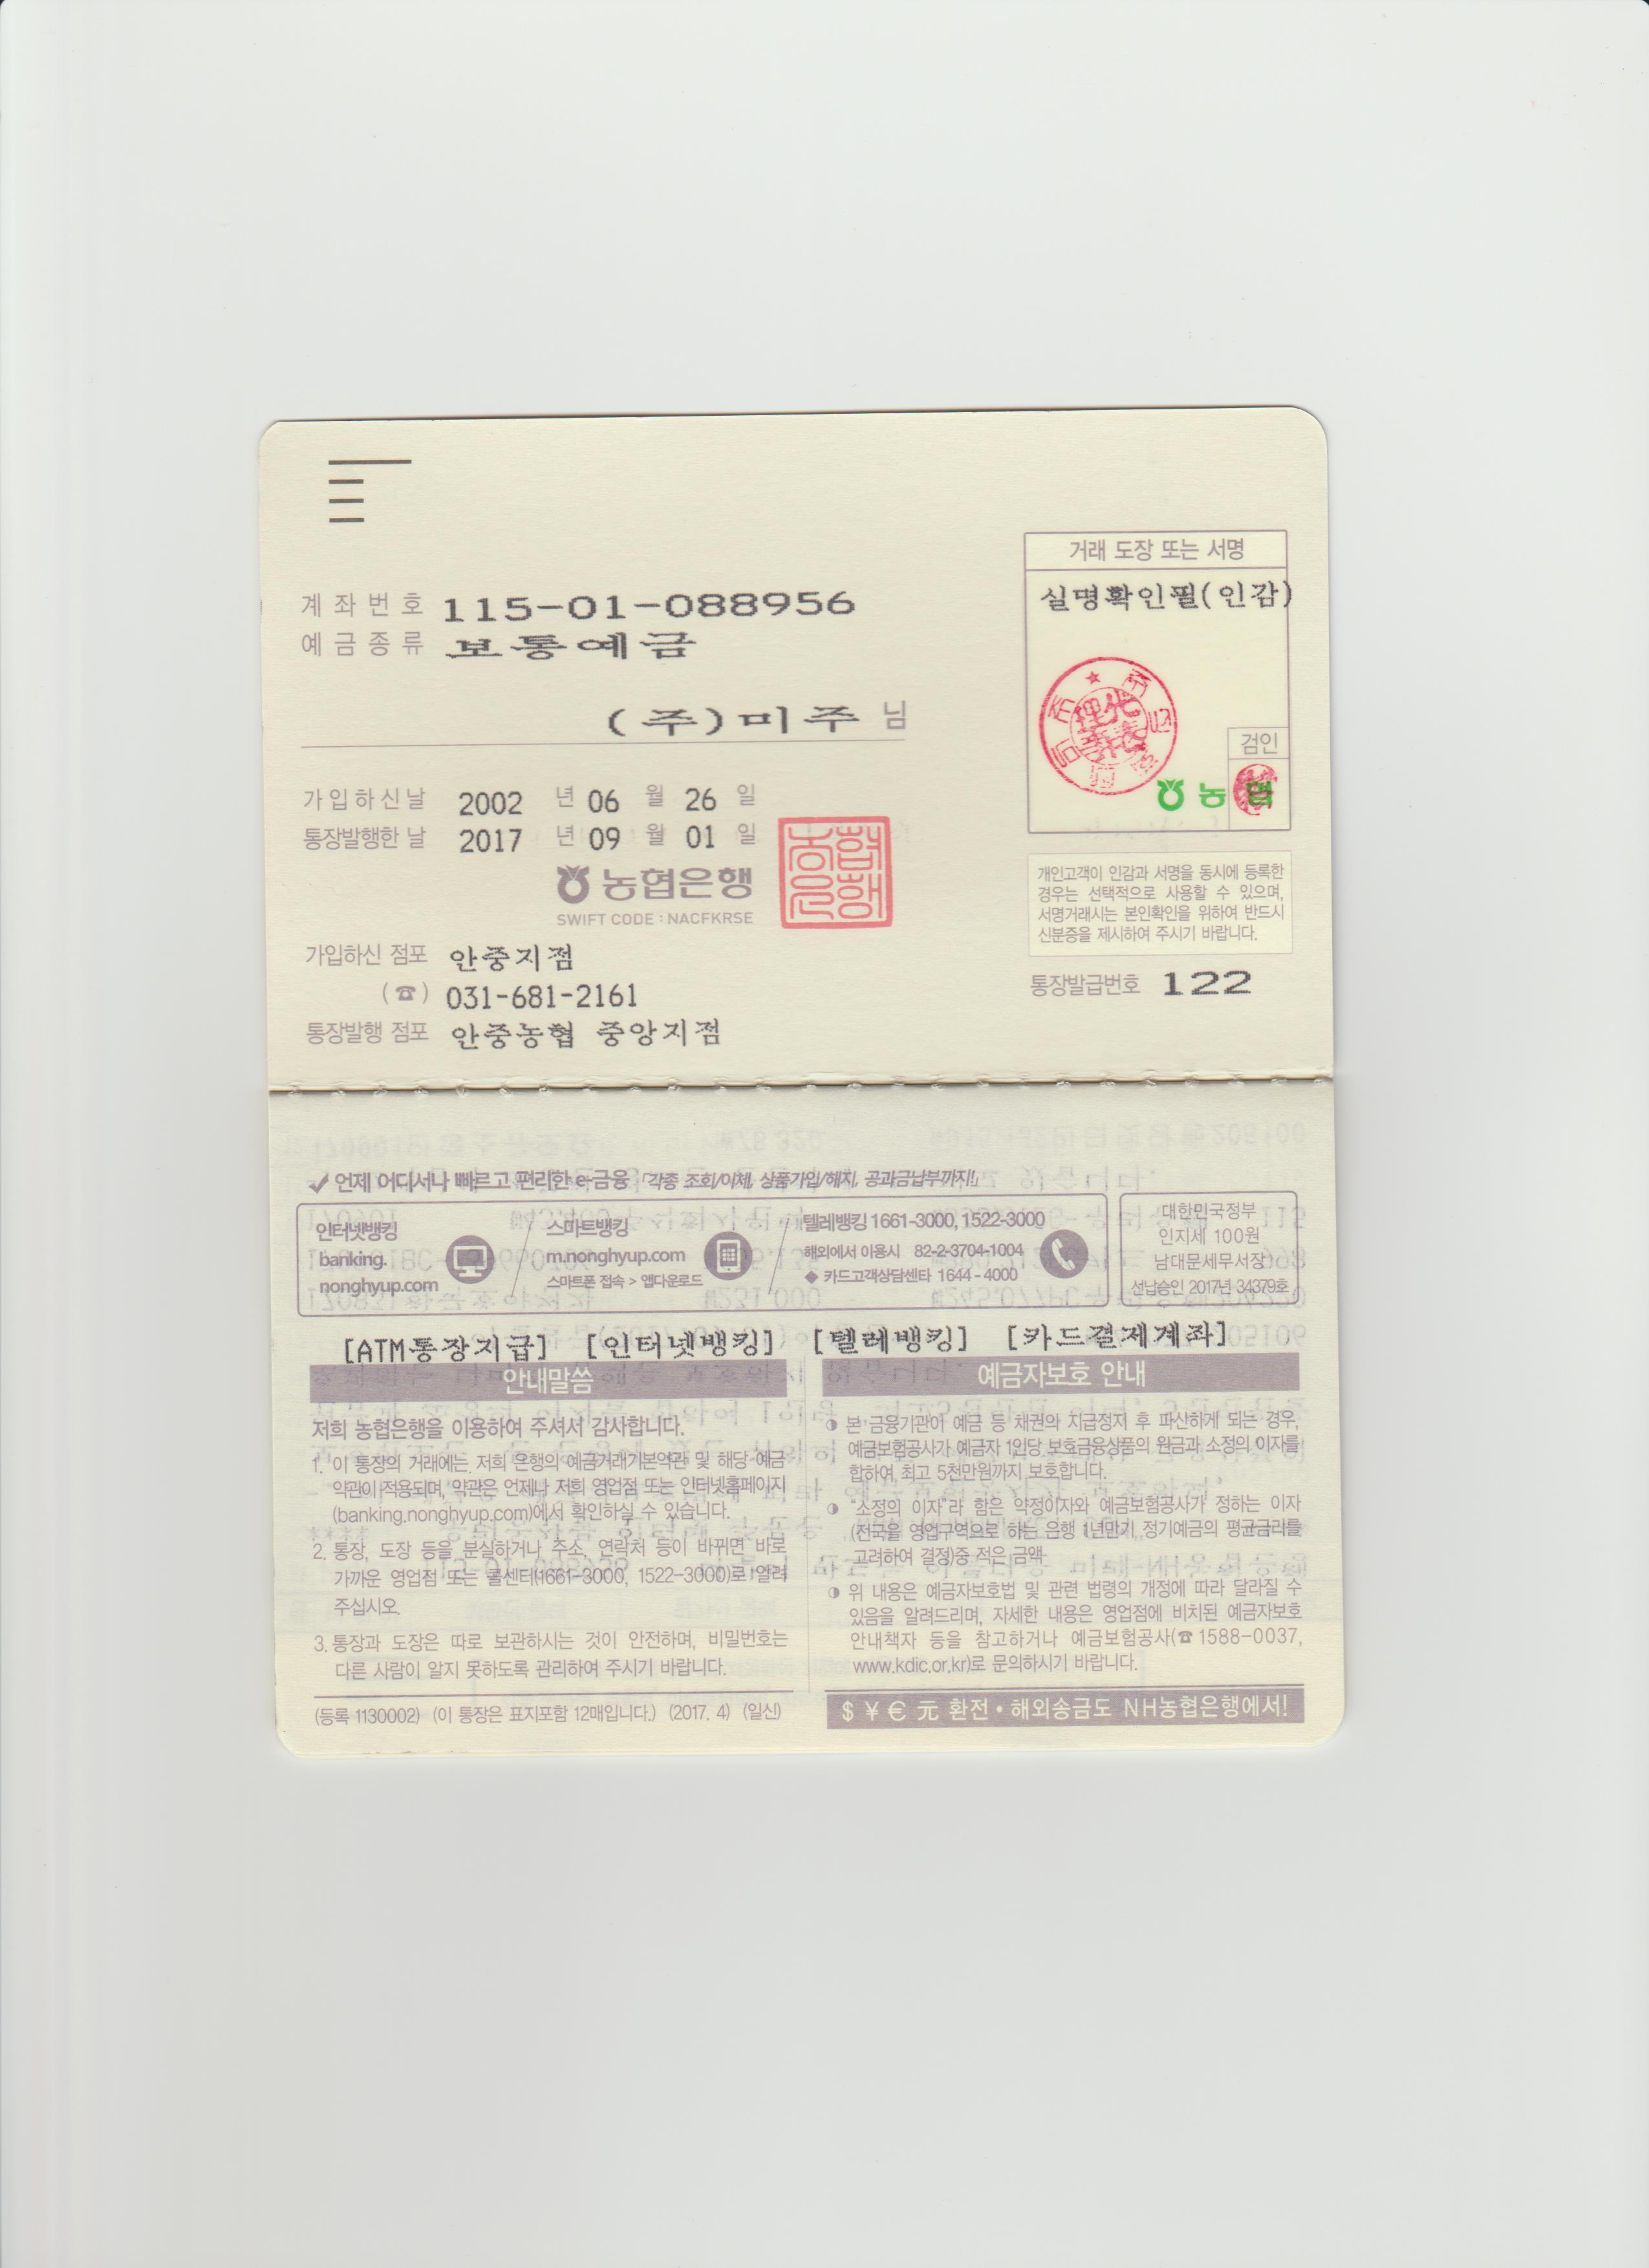 계좌번호 115-01-088956
예금종류 보통예금
(주)미주 님
가입하신날 2002 년 06 월 26 일
통장발행한 날 2017 년 09 월 01 일
농협은행
SWIFT CODE : NACFKRSE
가입하신 점포 안중지점
(☎) 031-681-2161
통장발행 점포 안중농협 중앙지점
거래 도장 또는 서명
실명확인필(인감)
검인
농협
개인고객이 인감과 서명을 동시에 등록한
경우는 선택적으로 사용할 수 있으며,
서명거래시는 본인확인을 위하여 반드시
신분증을 제시하여 주시기 바랍니다.
통장발급번호 122
✓언제 어디서나 빠르고 편리한 e-금융 「각종 조회/이체, 상품가입/해지, 공과금납부까지!」
인터넷뱅킹
banking.
nonghyup.com
스마트뱅킹
m.nonghyup.com
스마트폰 접속 > 앱다운로드
텔레뱅킹 1661-3000, 1522-3000
해외에서 이용시 82-2-3704-1004
◆ 카드고객상담센타 1644-4000
대한민국정부
인지세 100원
남대문세무서장
선납승인 2017년 34379호
[ATM통장지급] [인터넷뱅킹] [텔레뱅킹] [카드결제계좌]
안내말씀
저희 농협은행을 이용하여 주셔서 감사합니다.
1. 이 통장의 거래에는 저희 은행의 예금거래기본약관 및 해당 예금
약관이 적용되며, 약관은 언제나 저희 영업점 또는 인터넷홈페이지
(banking.nonghyup.com)에서 확인하실 수 있습니다.
2. 통장, 도장 등을 분실하거나 주소, 연락처 등이 바뀌면 바로
가까운 영업점 또는 콜센터(1661-3000, 1522-3000)로 알려
주십시오.
3. 통장과 도장은 따로 보관하시는 것이 안전하며, 비밀번호는
다른 사람이 알지 못하도록 관리하여 주시기 바랍니다.
(등록 1130002) (이 통장은 표지포함 12매입니다.) (2017. 4) (일신)
예금자보호 안내
◑ 본 금융기관이 예금 등 채권의 지급정지 후 파산하게 되는 경우,
예금보험공사가 예금자 1인당 보호금융상품의 원금과 소정의 이자를
합하여 최고 5천만원까지 보호합니다.
◑ "소정의 이자"라 함은 약정이자와 예금보험공사가 정하는 이자
(전국을 영업구역으로 하는 은행 1년만기 정기예금의 평균금리를
고려하여 결정)중 적은 금액
◑ 위 내용은 예금자보호법 및 관련 법령의 개정에 따라 달라질 수
있음을 알려드리며, 자세한 내용은 영업점에 비치된 예금자보호
안내책자 등을 참고하거나 예금보험공사(☎1588-0037,
www.kdic.or.kr)로 문의하시기 바랍니다.
$ ¥ € 元 환전 • 해외송금도 NH농협은행에서!